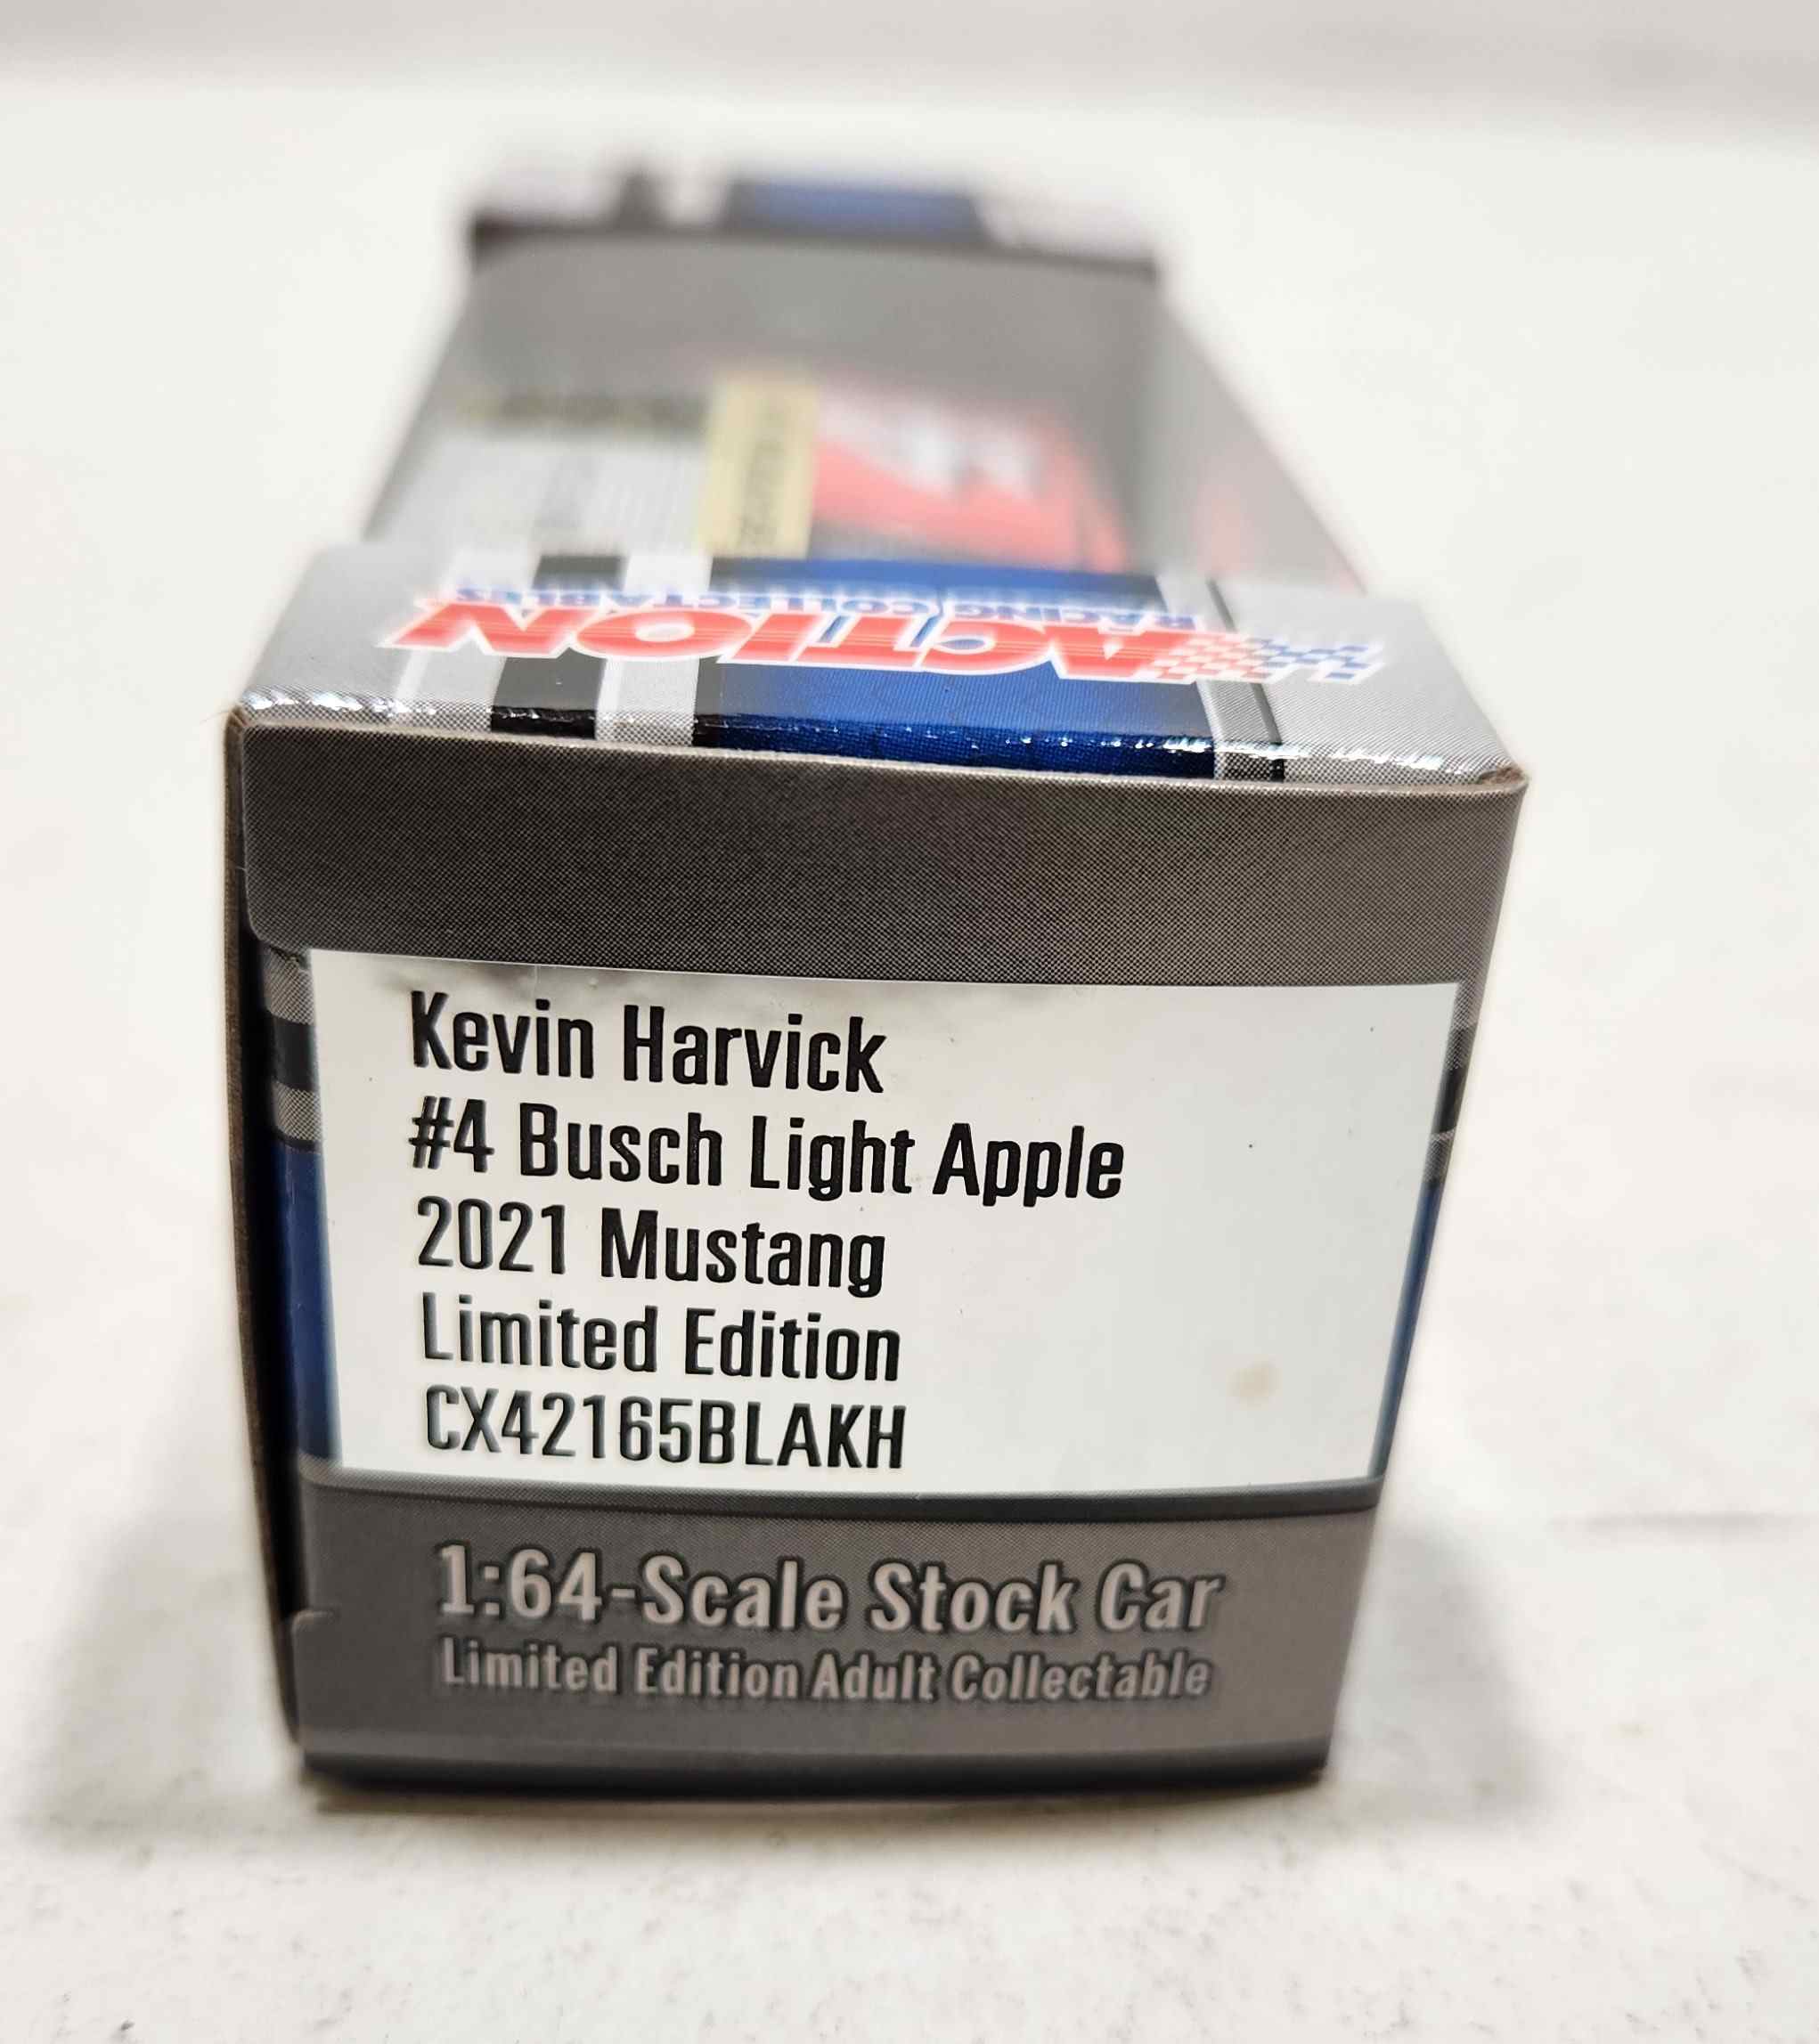 ACTION
RACING COLLECTABLES
Kevin Harvick
#4 Busch Light Apple
2021 Mustang
Limited Edition
CX42165BLAKH
1:64-Scale Stock Car
Limited Edition Adult Collectable